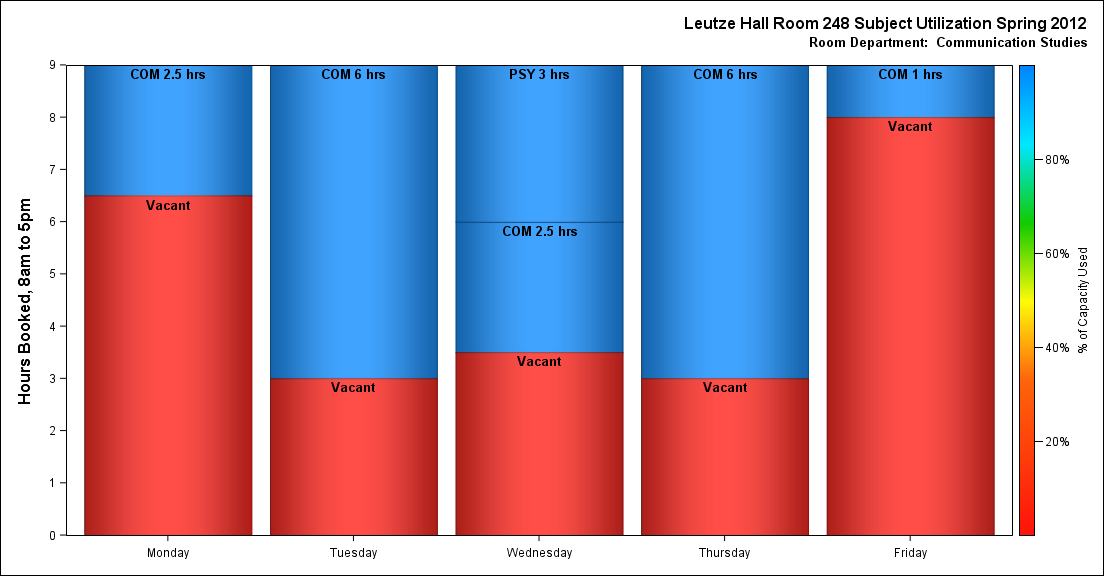 Leutze Hall Room 248 Subject Utilization Spring 2012
Room Department:  Communication Studies
Hours Booked, 8am to 5pm
9
8
7
6
5
4
3
2
1
0
COM 2.5 hrs
Vacant
COM 6 hrs
Vacant
PSY 3 hrs
COM 2.5 hrs
Vacant
COM 6 hrs
Vacant
COM 1 hrs
Vacant
Monday
Tuesday
Wednesday
Thursday
Friday
80%
60%
40%
20%
% of Capacity Used